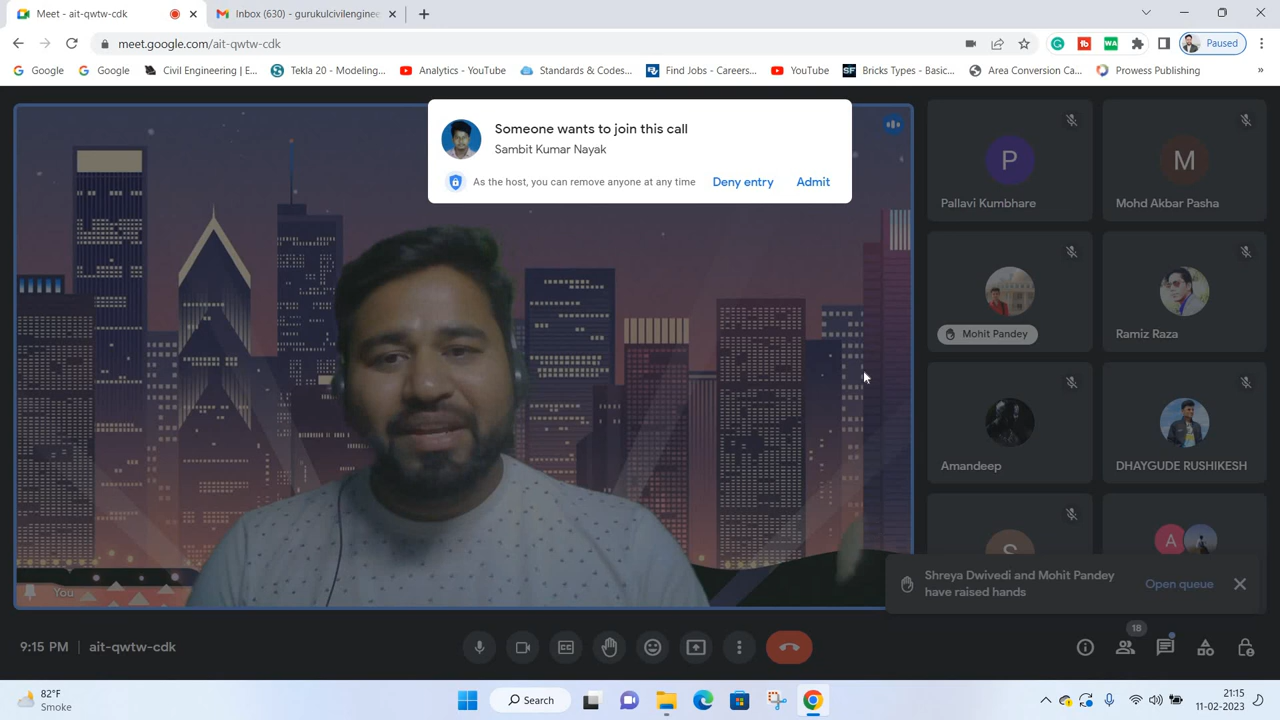 Meet - ait-qwtw-cdk
Inbox (630) - gurukulcivilenginee
meet.google.com/ait-qwtw-cdk
Paused
Google
Google
Civil Engineering | E...
Tekla 20 - Modeling...
Analytics - YouTube
Standards & Codes...
Find Jobs - Careers...
YouTube
Bricks Types - Basic...
Area Conversion Ca...
Prowess Publishing
»
Someone wants to join this call
Sambit Kumar Nayak
As the host, you can remove anyone at any time
Deny entry
Admit
P
Pallavi Kumbhare
M
Mohd Akbar Pasha
Mohit Pandey
Ramiz Raza
Amandeep
DHAYGUDE RUSHIKESH
S
A
Shreya Dwivedi and Mohit Pandey
have raised hands
Open queue
You
9:15 PM | ait-qwtw-cdk
18
82°F
Smoke
Search
21:15
11-02-2023